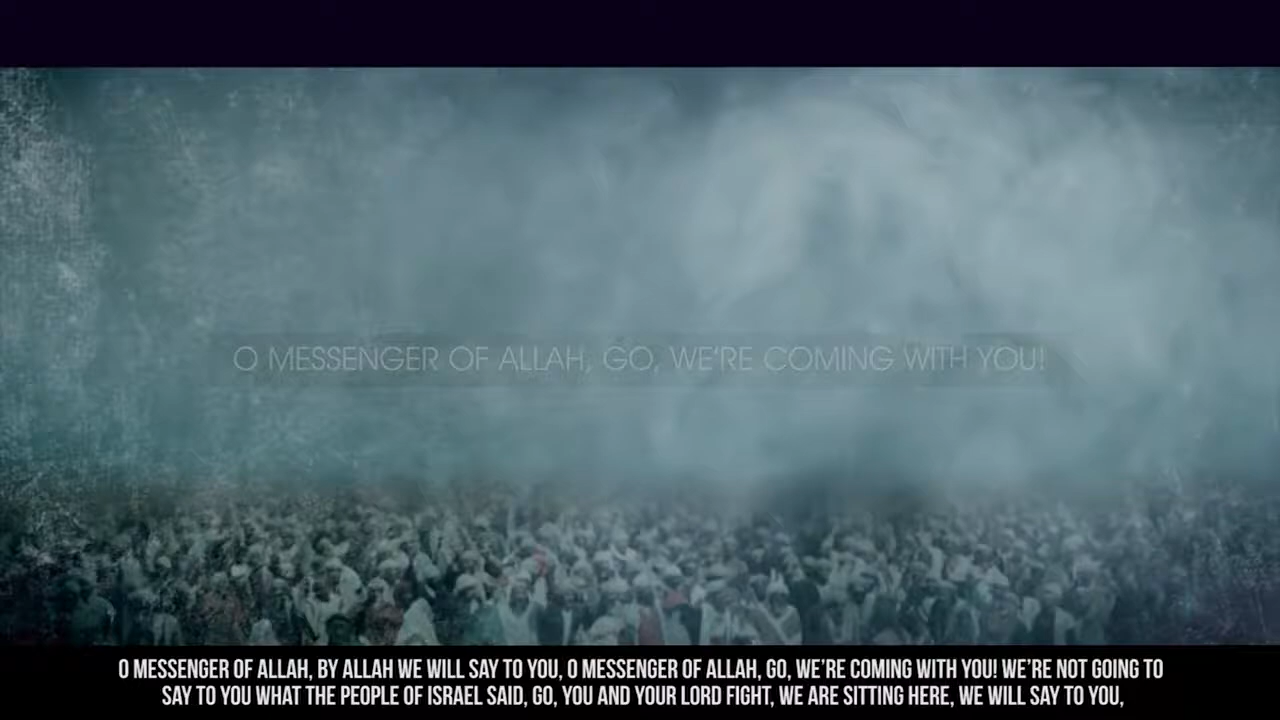 O MESSENGER OF ALLAH, GO, WE'RE COMING WITH YOU!
O MESSENGER OF ALLAH, BY ALLAH WE WILL SAY TO YOU, O MESSENGER OF ALLAH, GO, WE'RE COMING WITH YOU! WE'RE NOT GOING TO
SAY TO YOU WHAT THE PEOPLE OF ISRAEL SAID, GO, YOU AND YOUR LORD FIGHT, WE ARE SITTING HERE, WE WILL SAY TO YOU,